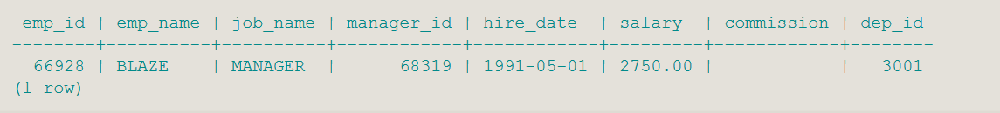 emp_id | emp_name | job_name | manager_id | hire_date | salary | commission | dep_id
--------+----------+----------+------------+------------+---------+------------+--------
66928 | BLAZE | MANAGER | 68319 | 1991-05-01 | 2750.00 | | 3001
(1 row)